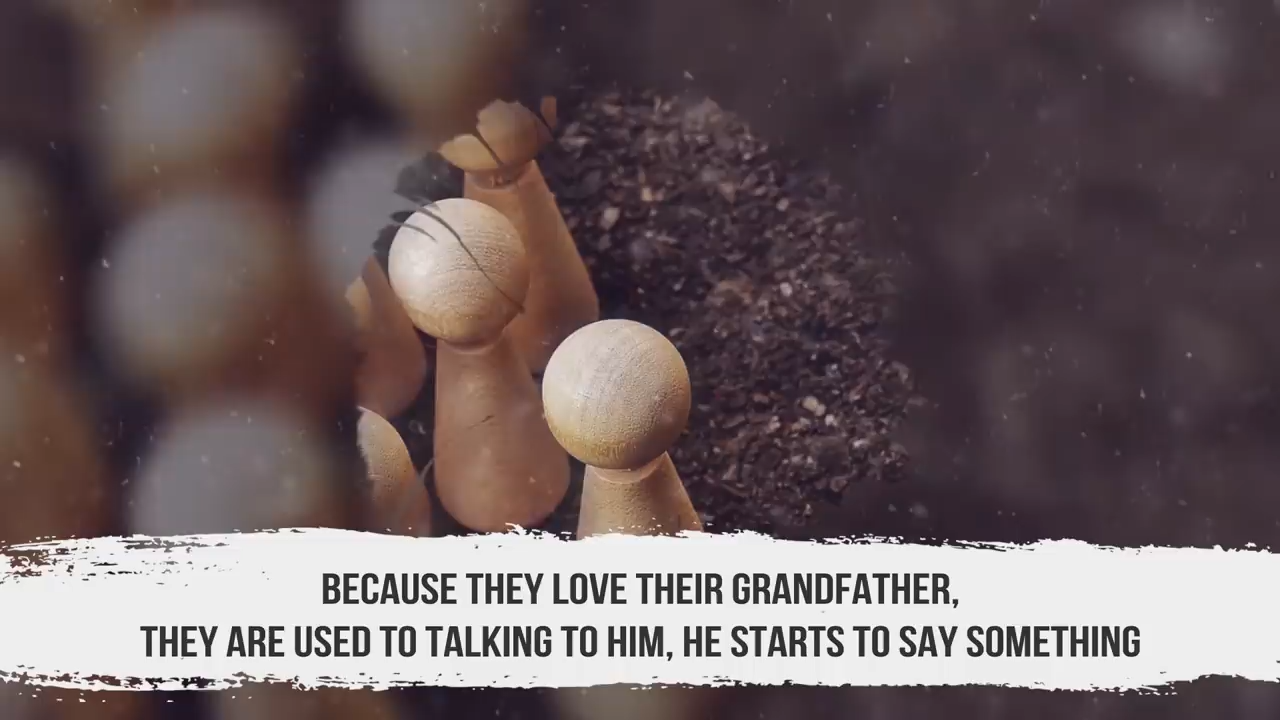 BECAUSE THEY LOVE THEIR GRANDFATHER,
THEY ARE USED TO TALKING TO HIM, HE STARTS TO SAY SOMETHING